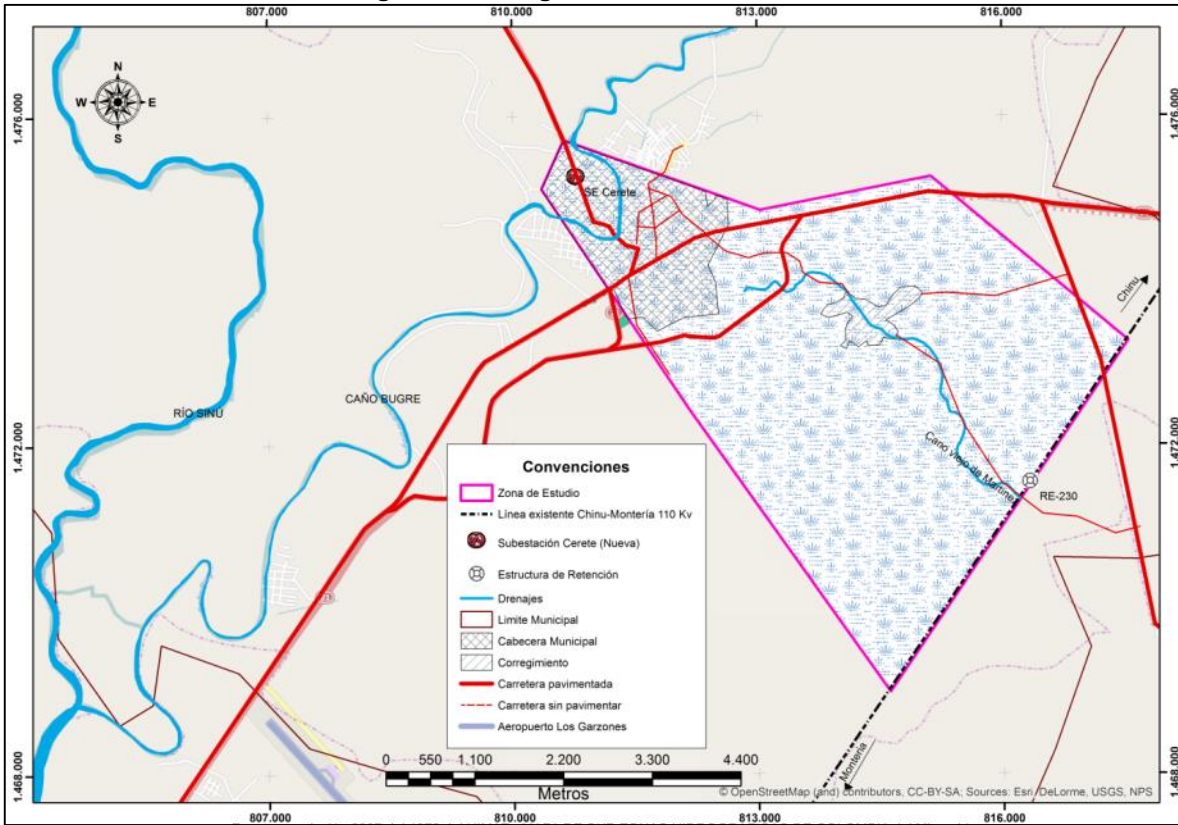 807.000 810.000 813.000 816.000
1.476.000 1.476.000
N
W E
S
SE Cerete
Chinu
CAÑO BUGRE
RÍO SINÚ
1.472.000 1.472.000
Cano viejo de Martine
RE-230
Convenciones
Zona de Estudio
Línea existente Chinu-Montería 110 Kv
Subestación Cerete (Nueva)
Estructura de Retención
Drenajes
Limite Municipal
Cabecera Municipal
Corregimiento
Carretera pavimentada
Carretera sin pavimentar
Aeropuerto Los Garzones
Montería
0 550 1.100 2.200 3.300 4.400
Metros
1.468.000 1.468.000
© OpenStreetMap (and) contributors, CC-BY-SA; Sources: Esri, DeLorme, USGS, NPS
807.000 810.000 813.000 816.000